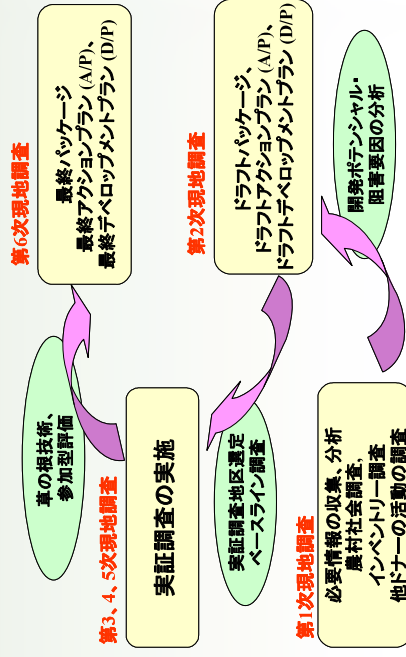 第6次現地調査
最終パッケージ
最終アクションプラン (A/P)、
最終デベロップメントプラン (D/P)
草の根技術、
参加型評価
第3、4、5次現地調査
実証調査の実施
第2次現地調査
ドラフトパッケージ、
ドラフトアクションプラン (A/P)、
ドラフトデベロップメントプラン (D/P)
実証調査地区選定
ベースライン調査
開発ポテンシャル・
阻害要因の分析
第1次現地調査
必要情報の収集、分析
農村社会調査、
インベントリー調査
他ドナーの活動の調査